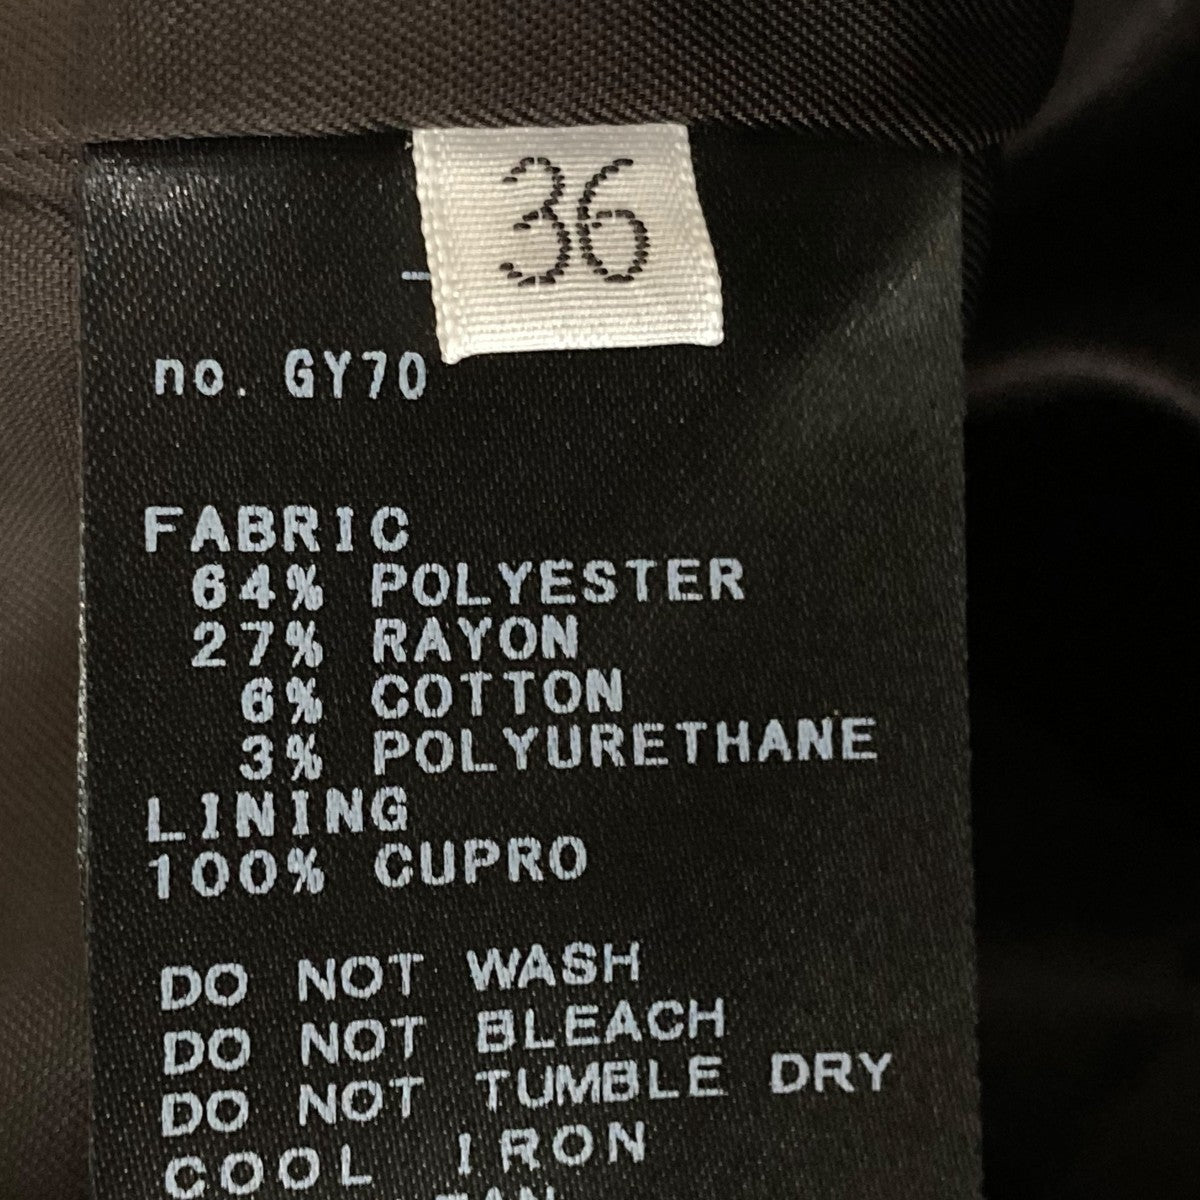 36
no. GY70
FABRIC
64% POLYESTER
27% RAYON
6% COTTON
3% POLYURETHANE
LINING
100% CUPRO
DO NOT WASH
DO NOT BLEACH
DO NOT TUMBLE DRY
COOL IRON